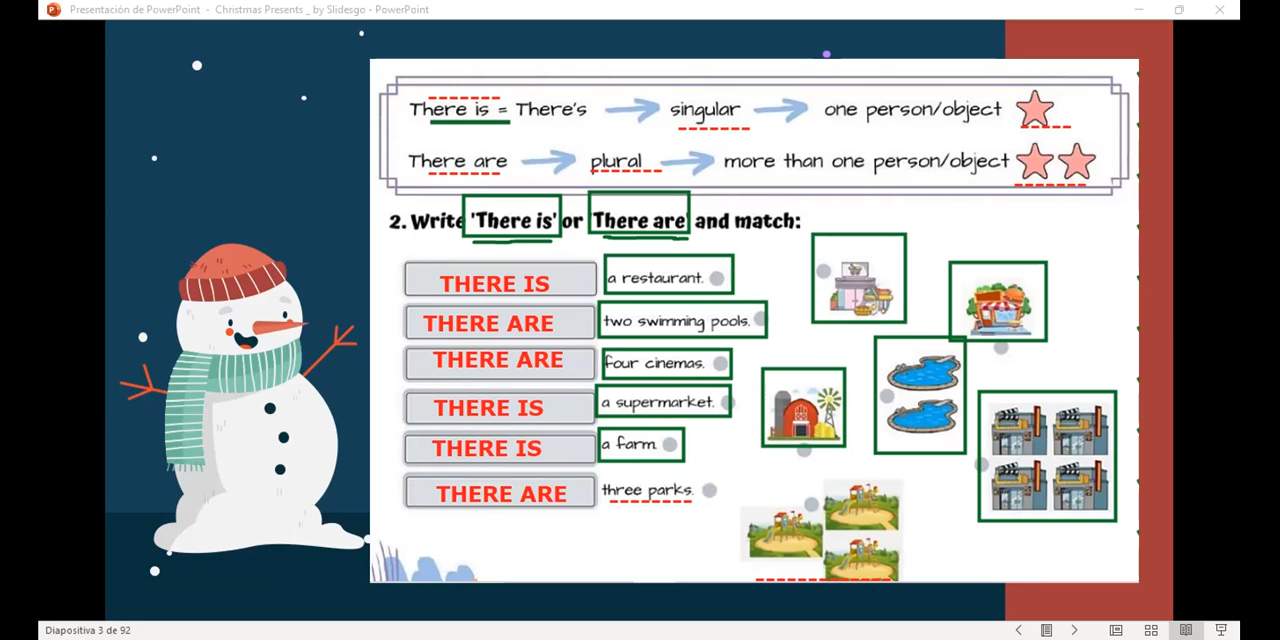 Presentación de PowerPoint - Christmas Presents _ by Slidesgo - PowerPoint
There is = There's singular one person/object
There are plural more than one person/object
2. Write 'There is' or 'There are' and match:
THERE IS a restaurant.
THERE ARE two swimming pools.
THERE ARE four cinemas.
THERE IS a supermarket.
THERE IS a farm.
THERE ARE three parks.
Diapositiva 3 de 92